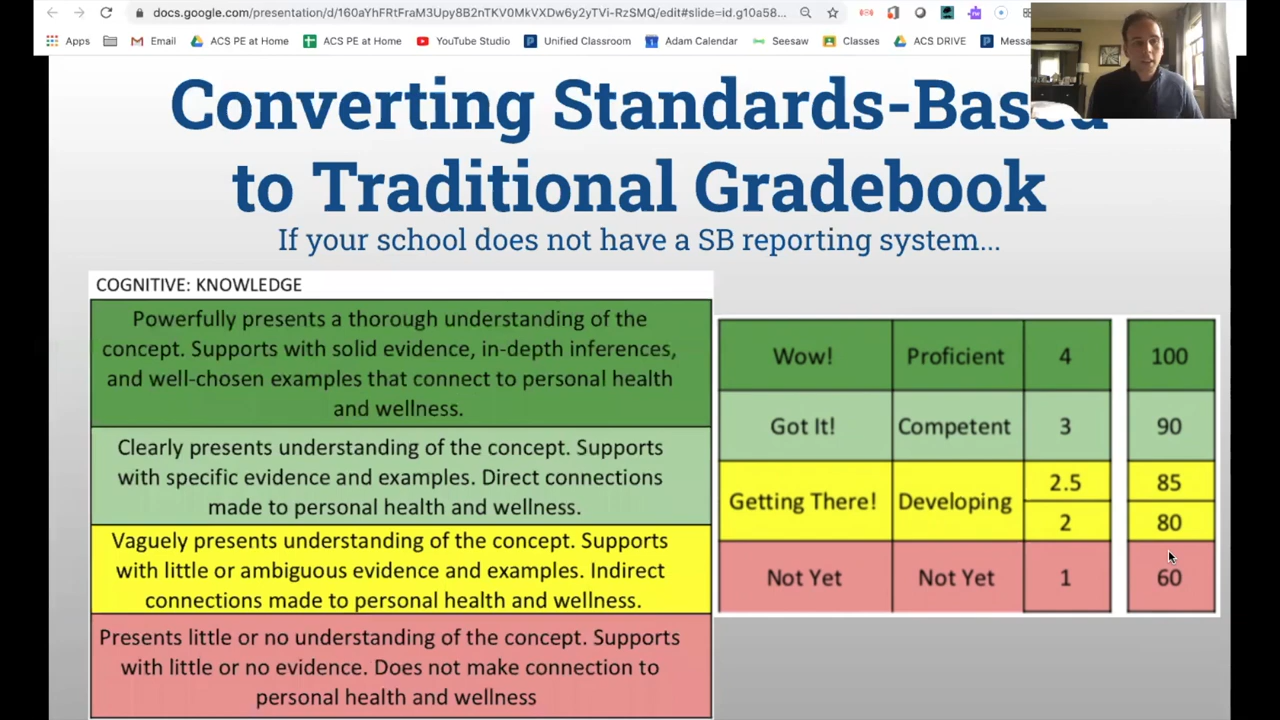 docs.google.com/presentation/d/160aYhFRtFraM3Upy8B2nTKV0MkVXDw6y2yTVi-RzSMQ/edit#slide=id.g10a58...
Apps Email ACS PE at Home ACS PE at Home YouTube Studio Unified Classroom Adam Calendar Seesaw Classes ACS DRIVE Messa
Converting Standards-Based
to Traditional Gradebook
If your school does not have a SB reporting system...
COGNITIVE: KNOWLEDGE
Powerfully presents a thorough understanding of the
concept. Supports with solid evidence, in-depth inferences,
and well-chosen examples that connect to personal health
and wellness.
Clearly presents understanding of the concept. Supports
with specific evidence and examples. Direct connections
made to personal health and wellness.
Vaguely presents understanding of the concept. Supports
with little or ambiguous evidence and examples. Indirect
connections made to personal health and wellness.
Presents little or no understanding of the concept. Supports
with little or no evidence. Does not make connection to
personal health and wellness
Wow! Proficient 4 100
Got It! Competent 3 90
Getting There! Developing 2.5 85
2 80
Not Yet Not Yet 1 60